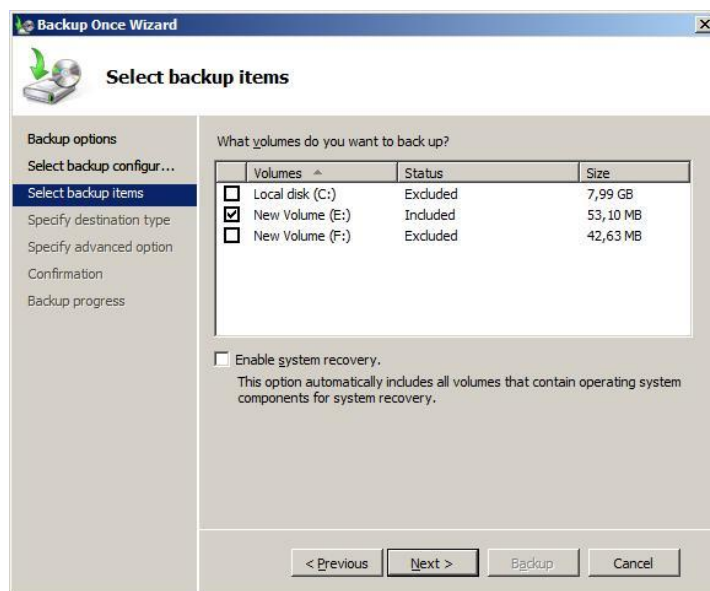 Backup Once Wizard
Select backup items
Backup options
Select backup configur...
Select backup items
Specify destination type
Specify advanced option
Confirmation
Backup progress
What volumes do you want to back up?
Volumes Status Size
Local disk (C:) Excluded 7,99 GB
New Volume (E:) Included 53,10 MB
New Volume (F:) Excluded 42,63 MB
Enable system recovery.
This option automatically includes all volumes that contain operating system
components for system recovery.
< Previous Next > Backup Cancel